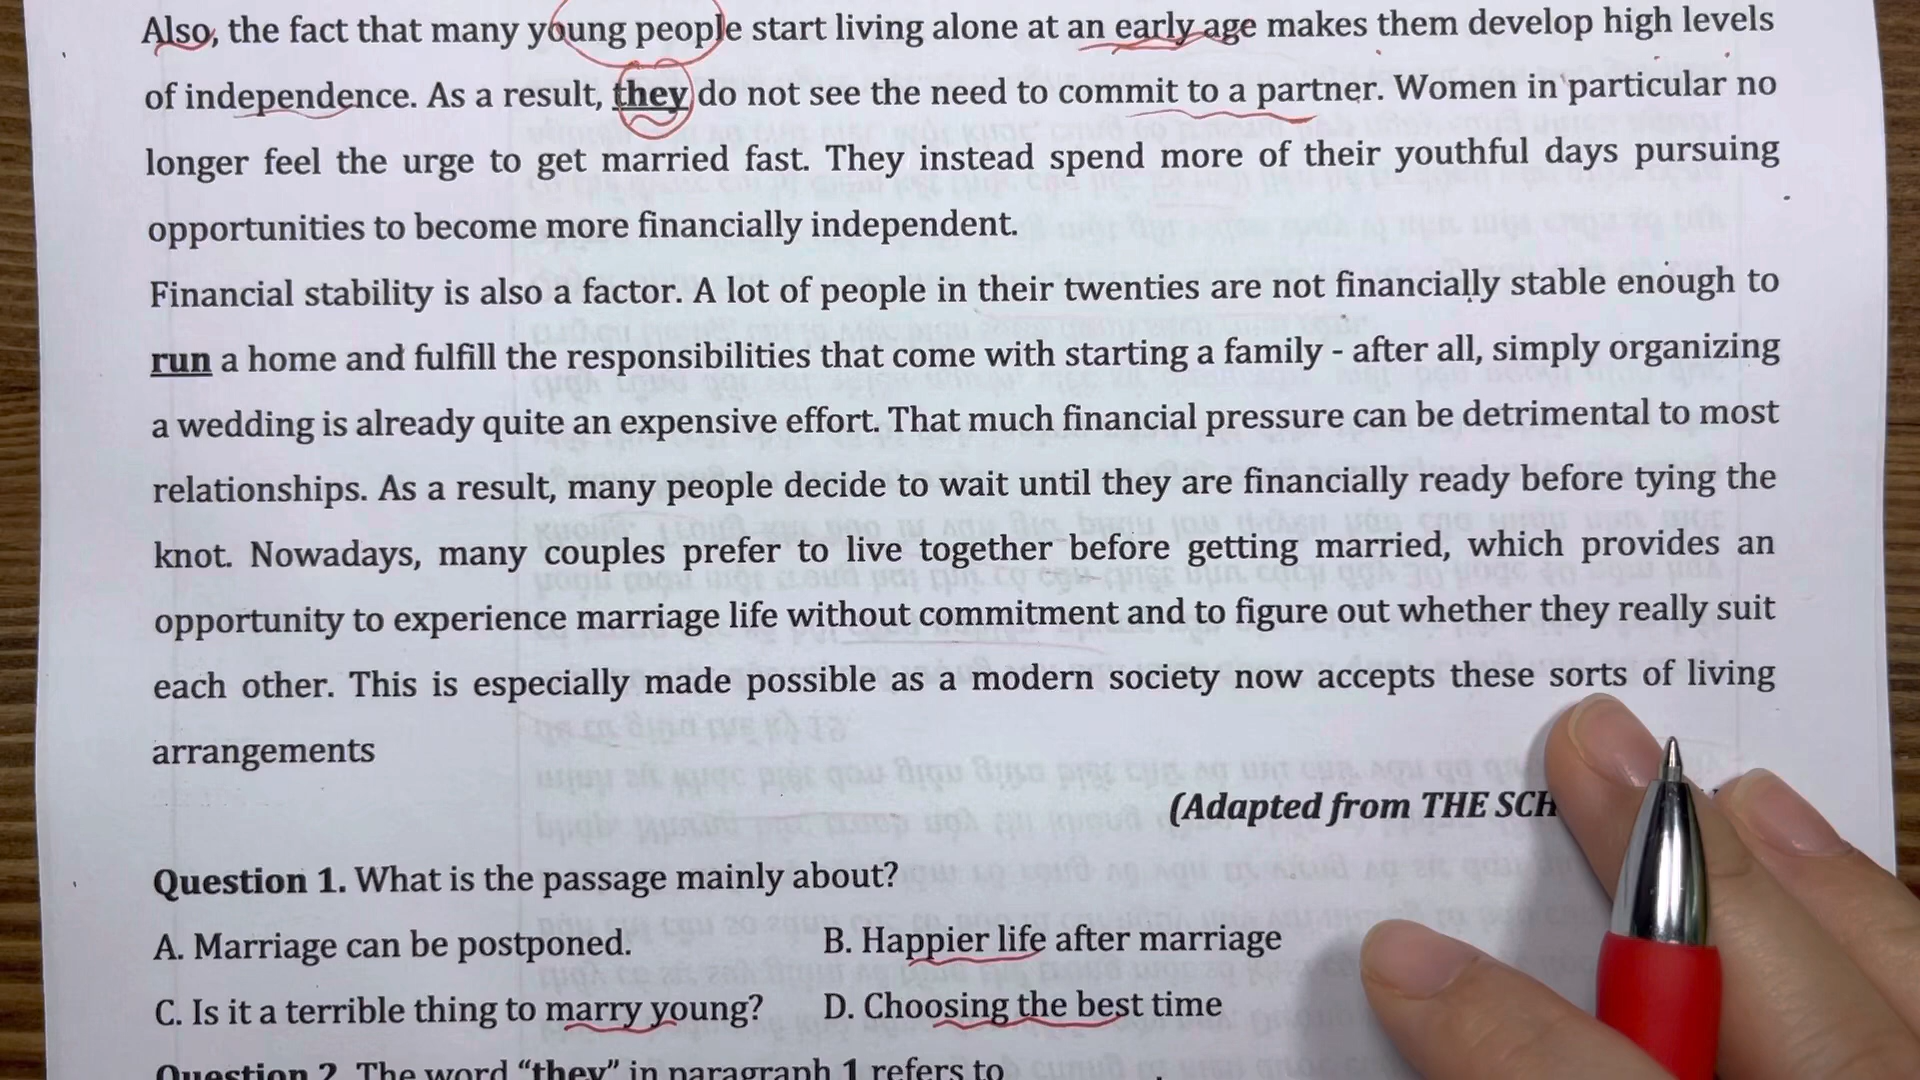 Also, the fact that many young people start living alone at an early age makes them develop high levels
of independence. As a result, they do not see the need to commit to a partner. Women in particular no
longer feel the urge to get married fast. They instead spend more of their youthful days pursuing
opportunities to become more financially independent.
Financial stability is also a factor. A lot of people in their twenties are not financially stable enough to
run a home and fulfill the responsibilities that come with starting a family - after all, simply organizing
a wedding is already quite an expensive effort. That much financial pressure can be detrimental to most
relationships. As a result, many people decide to wait until they are financially ready before tying the
knot. Nowadays, many couples prefer to live together before getting married, which provides an
opportunity to experience marriage life without commitment and to figure out whether they really suit
each other. This is especially made possible as a modern society now accepts these sorts of living
arrangements
(Adapted from THE SCH
Question 1. What is the passage mainly about?
A. Marriage can be postponed. B. Happier life after marriage
C. Is it a terrible thing to marry young? D. Choosing the best time
Question 2. The word “they” in paragraph 1 refers to